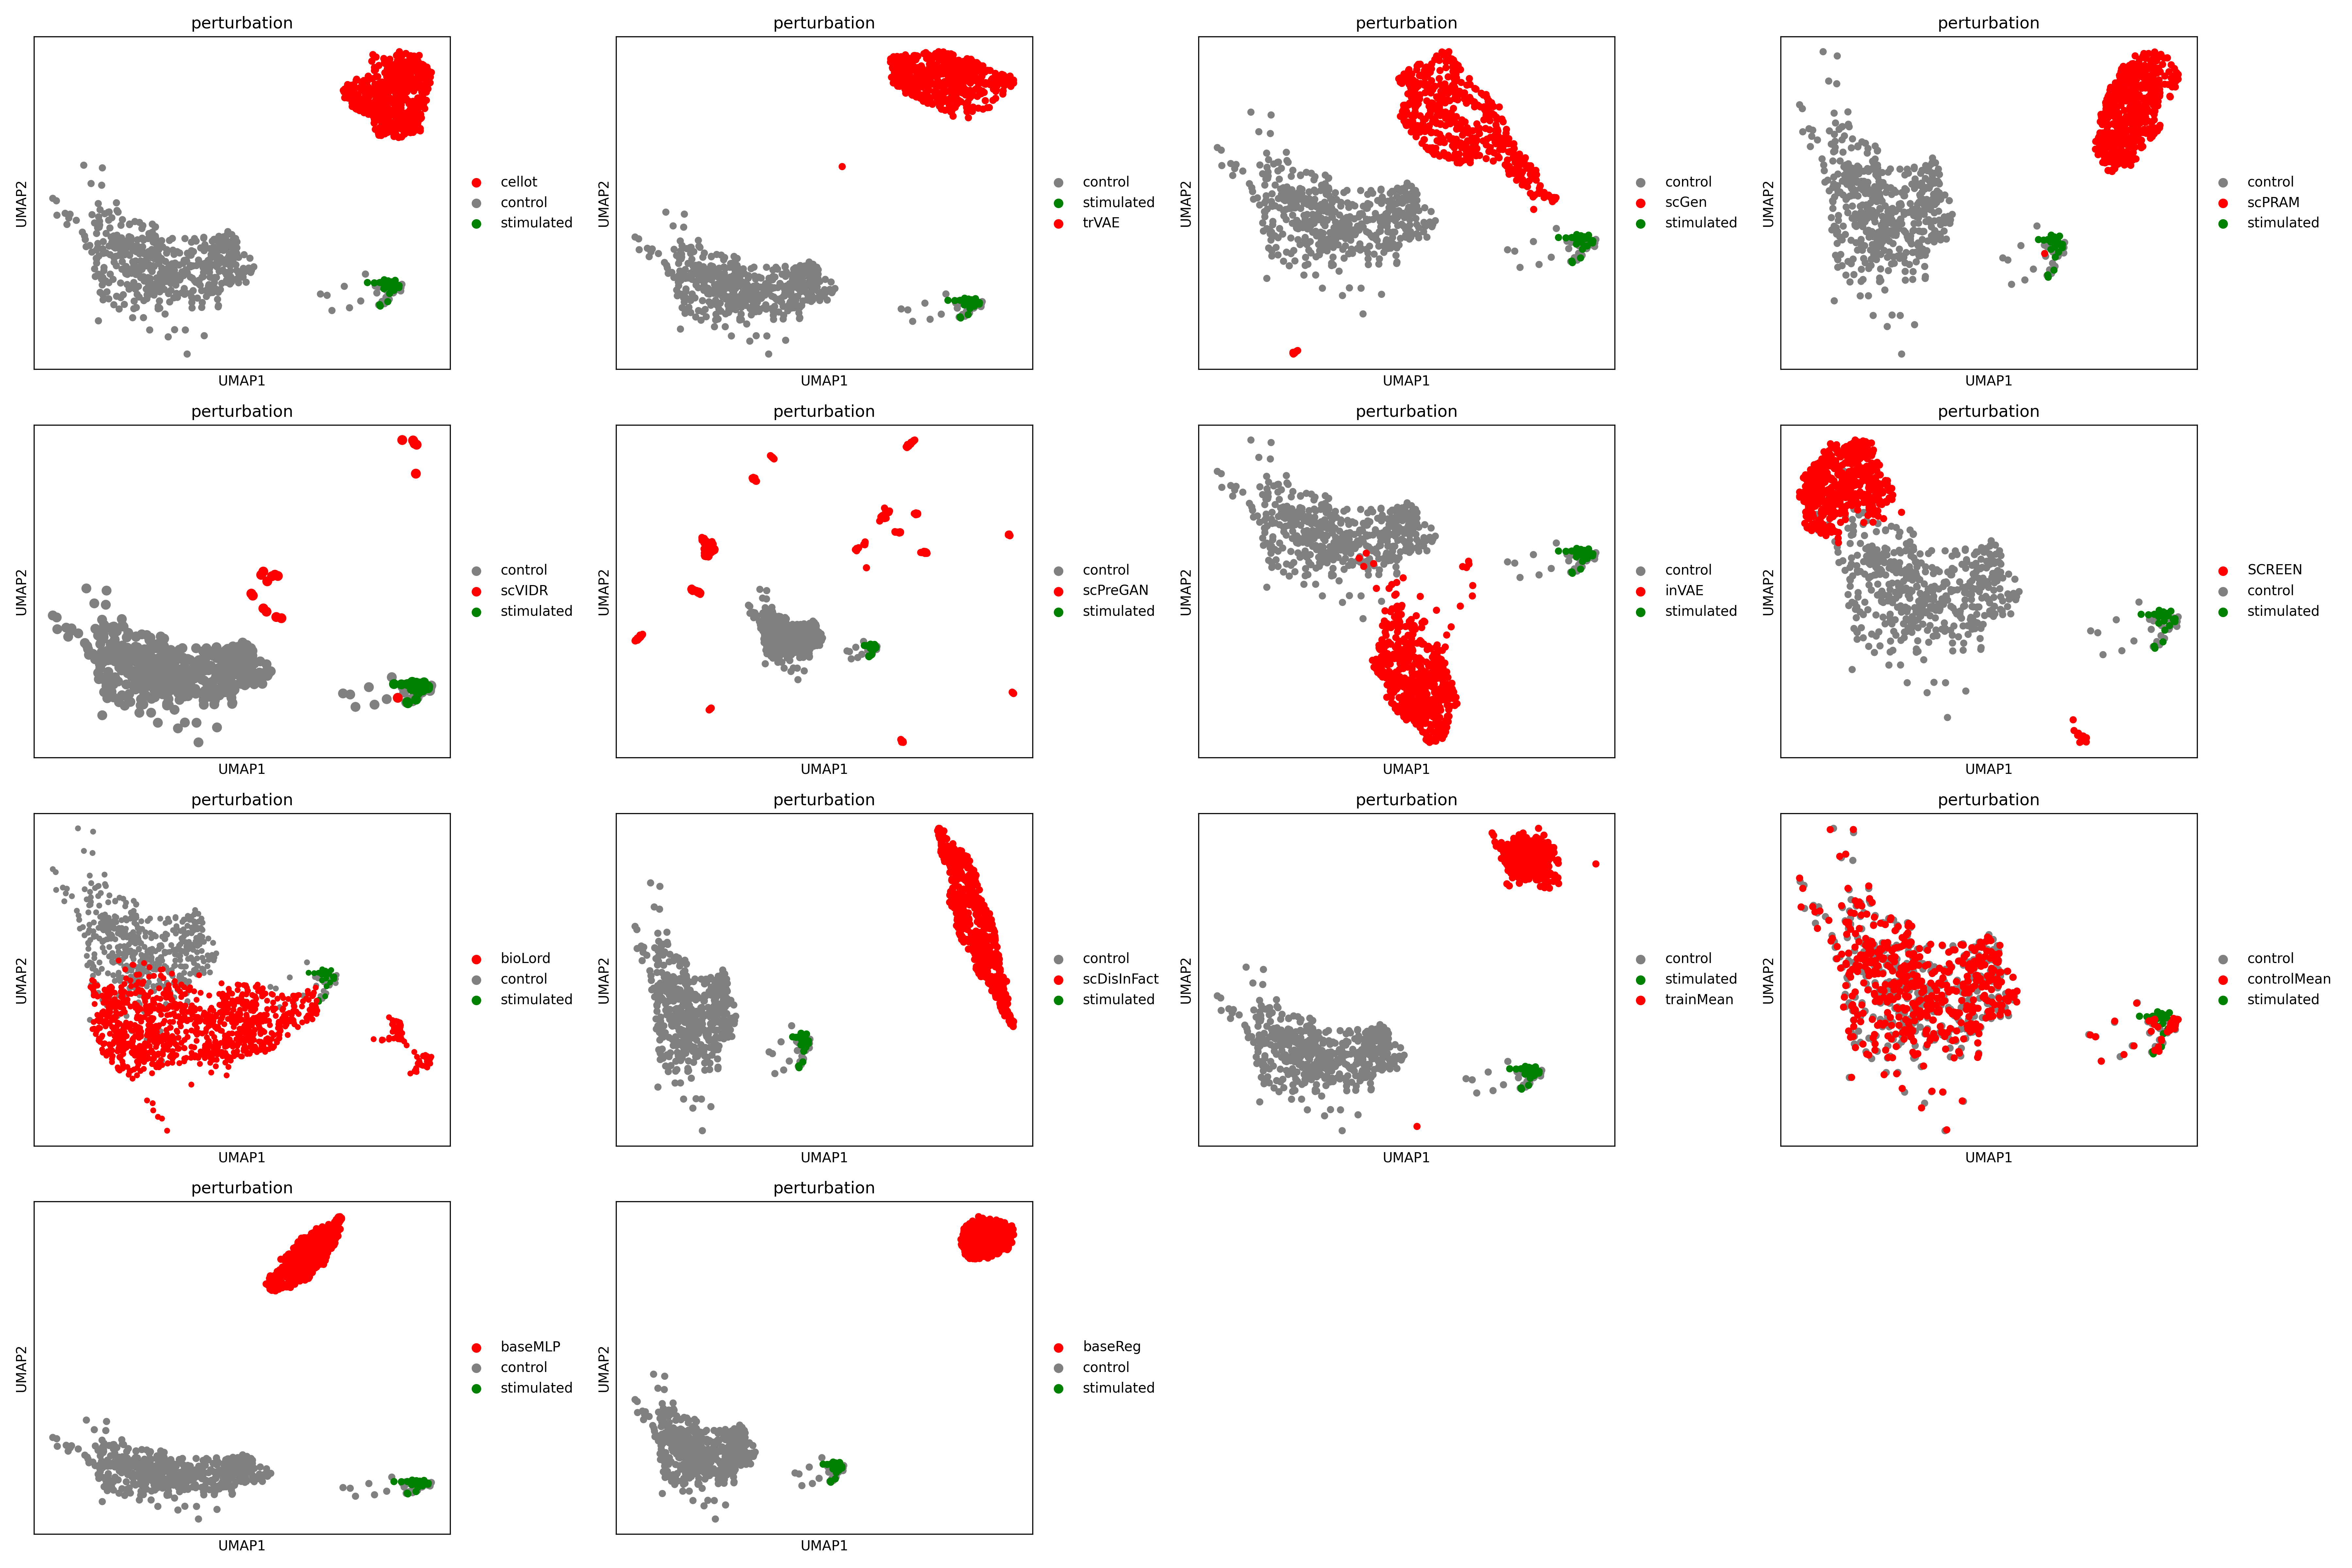 perturbation
UMAP2
UMAP1
cellot
control
stimulated
perturbation
UMAP2
UMAP1
control
stimulated
trVAE
perturbation
UMAP2
UMAP1
control
scGen
stimulated
perturbation
UMAP2
UMAP1
control
scPRAM
stimulated
perturbation
UMAP2
UMAP1
control
scVIDR
stimulated
perturbation
UMAP2
UMAP1
control
scPreGAN
stimulated
perturbation
UMAP2
UMAP1
control
inVAE
stimulated
perturbation
UMAP2
UMAP1
SCREEN
control
stimulated
perturbation
UMAP2
UMAP1
bioLord
control
stimulated
perturbation
UMAP2
UMAP1
control
scDisInFact
stimulated
perturbation
UMAP2
UMAP1
control
stimulated
trainMean
perturbation
UMAP2
UMAP1
control
controlMean
stimulated
perturbation
UMAP2
UMAP1
baseMLP
control
stimulated
perturbation
UMAP2
UMAP1
baseReg
control
stimulated